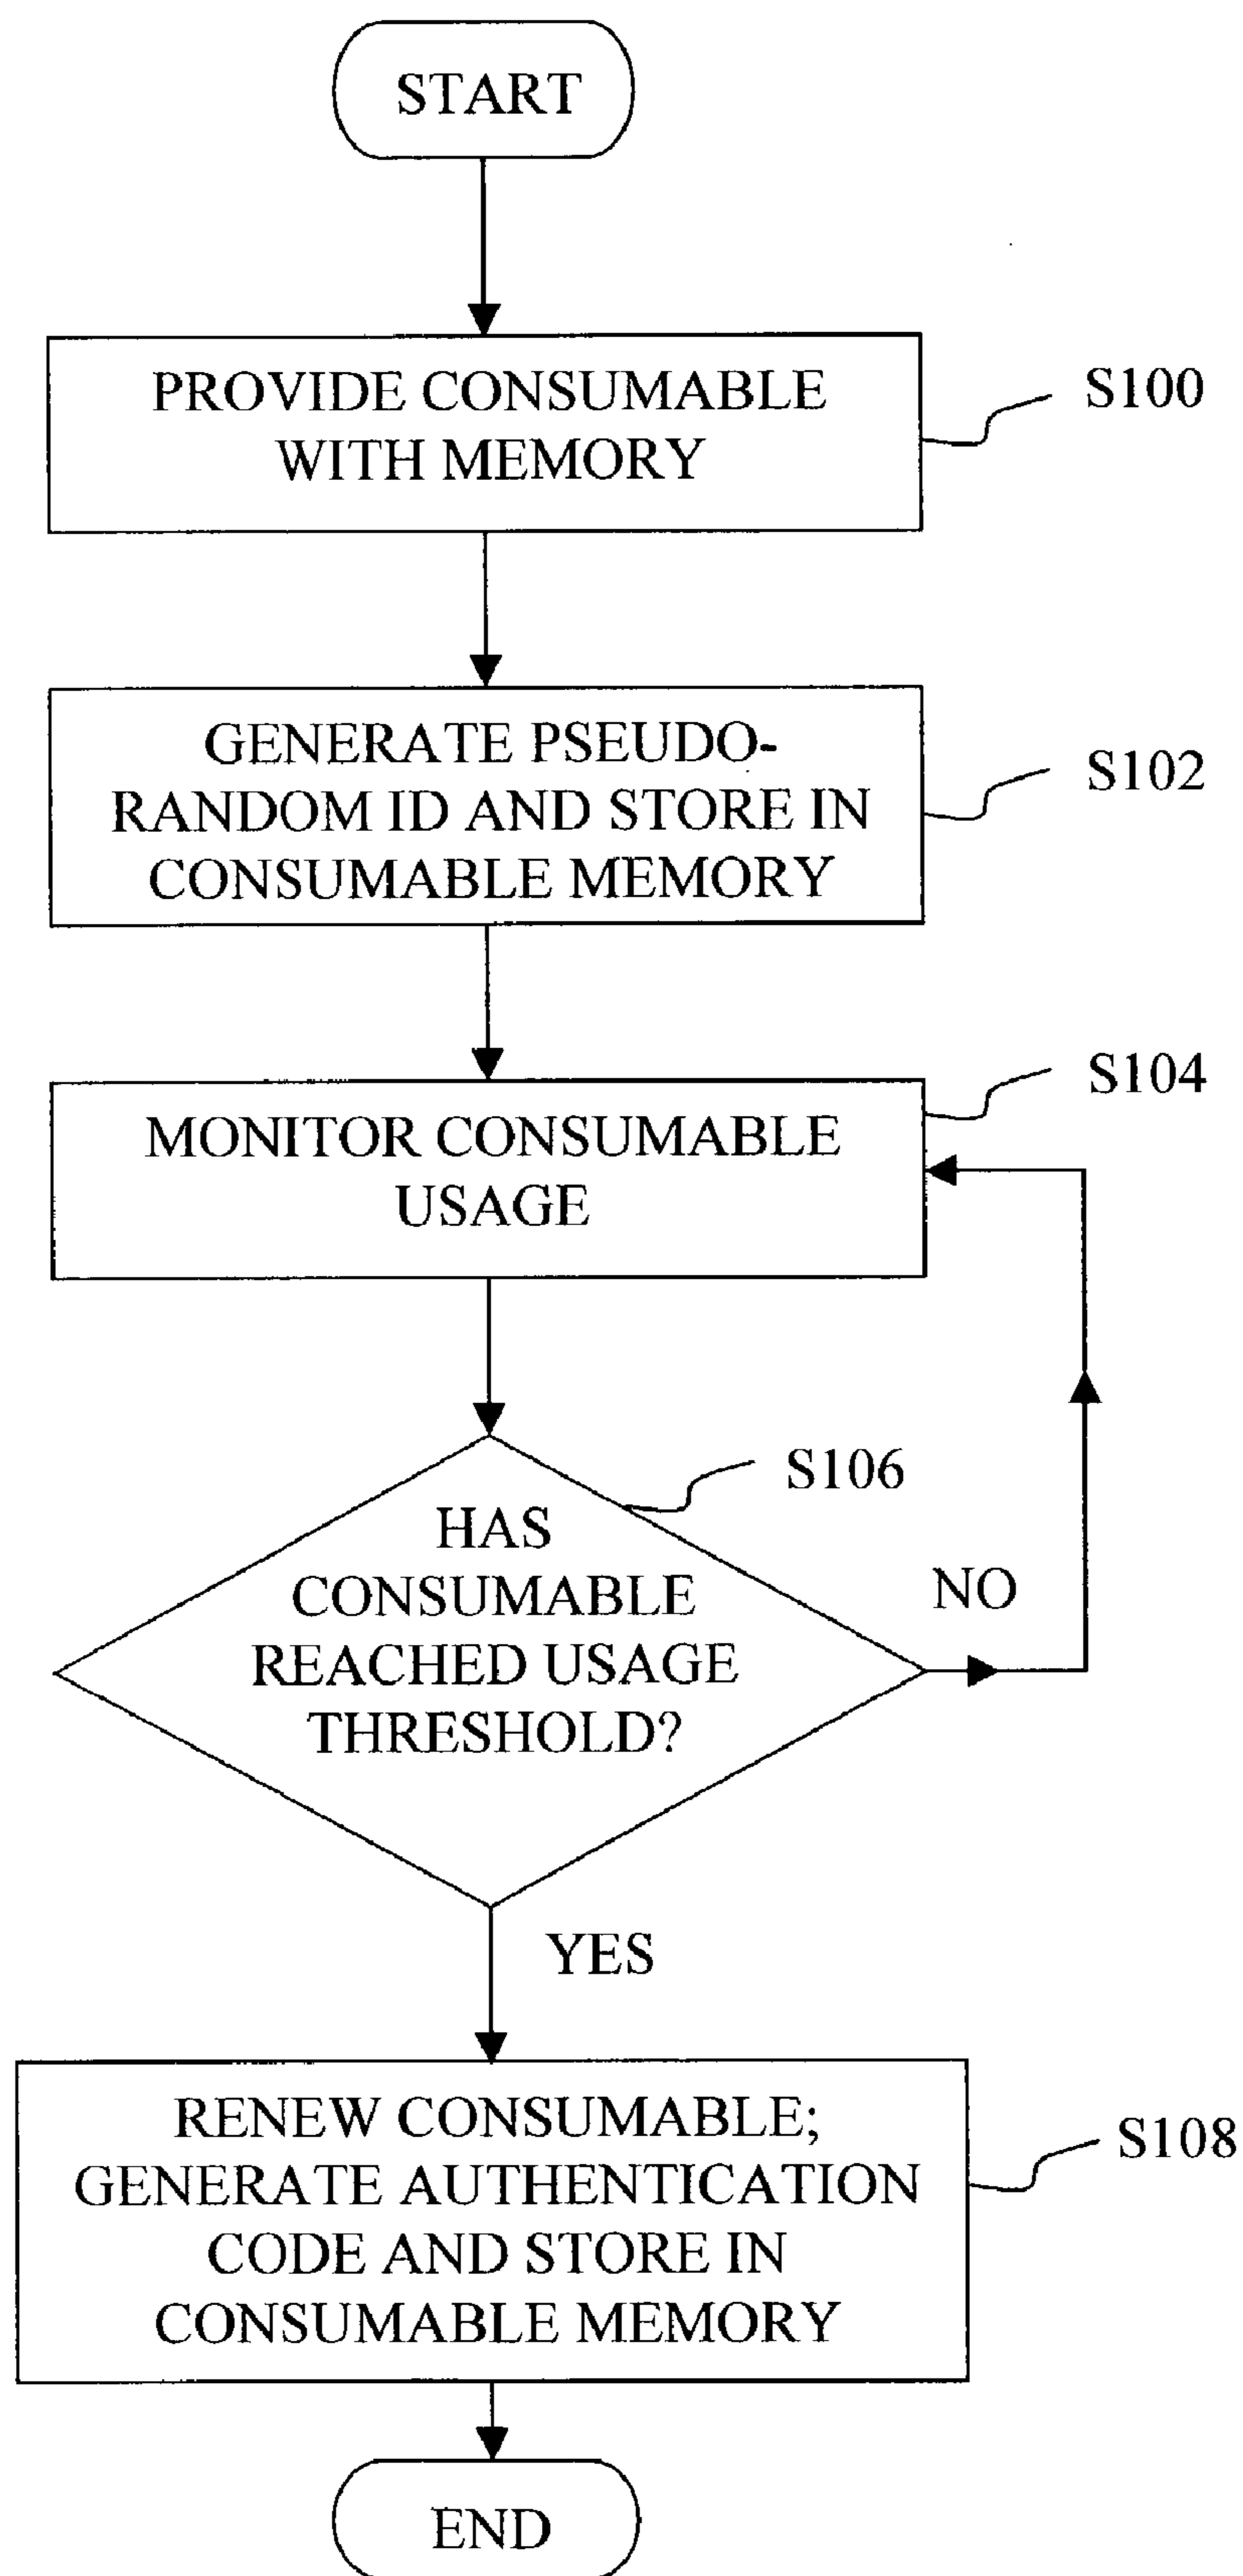 START
PROVIDE CONSUMABLE
WITH MEMORY
S100
GENERATE PSEUDO-
RANDOM ID AND STORE IN
CONSUMABLE MEMORY
S102
MONITOR CONSUMABLE
USAGE
S104
HAS
CONSUMABLE
REACHED USAGE
THRESHOLD?
S106
NO
YES
RENEW CONSUMABLE;
GENERATE AUTHENTICATION
CODE AND STORE IN
CONSUMABLE MEMORY
S108
END